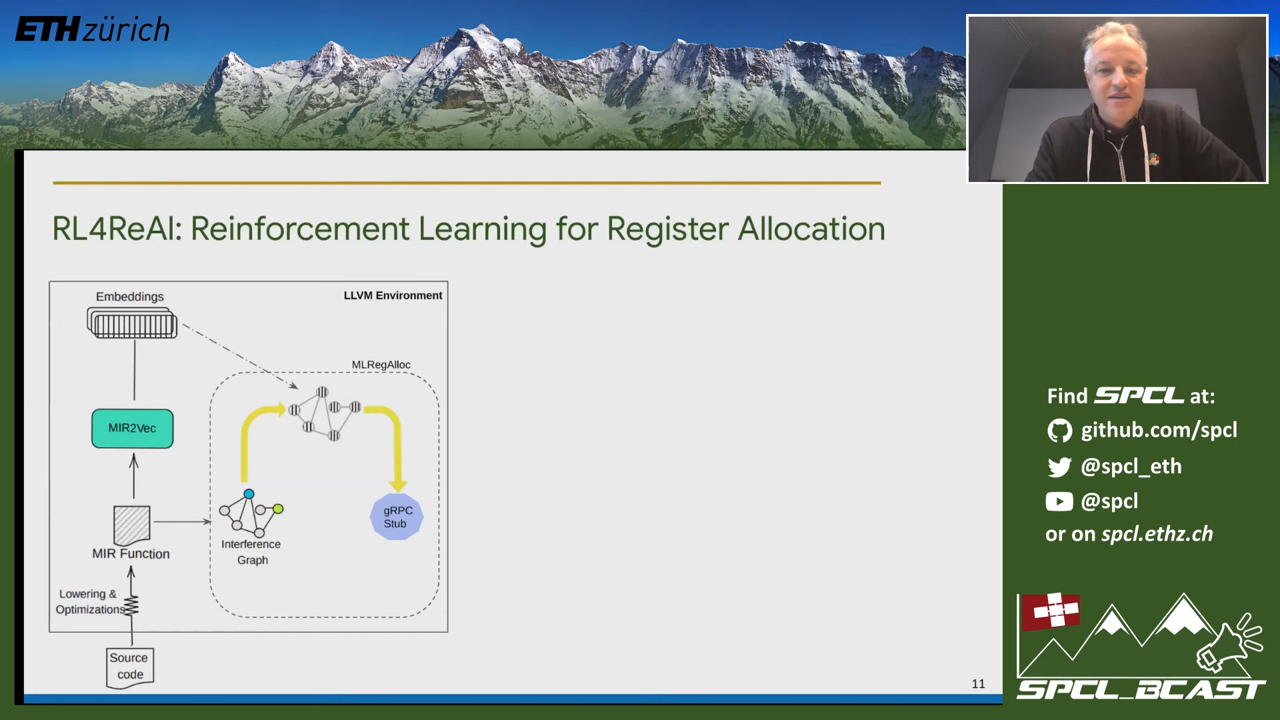 ETH zürich
RL4ReAl: Reinforcement Learning for Register Allocation
Embeddings
LLVM Environment
MLRegAlloc
MIR2Vec
gRPC
Stub
Interference
Graph
MIR Function
Lowering &
Optimizations
Source
code
11
Find SPCL at:
github.com/spcl
@spcl_eth
@spcl
or on spcl.ethz.ch
SPCL_BCAST